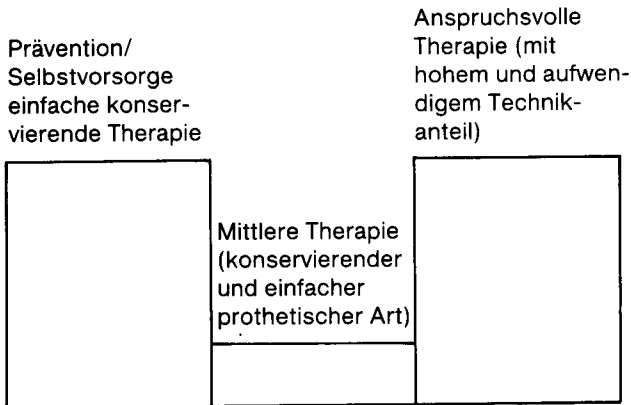 Prävention/
Selbstvorsorge
einfache konser-
vierende Therapie
Anspruchsvolle
Therapie (mit
hohem und aufwen-
digem Technik-
anteil)
Mittlere Therapie
(konservierender
und einfacher
prothetischer Art)